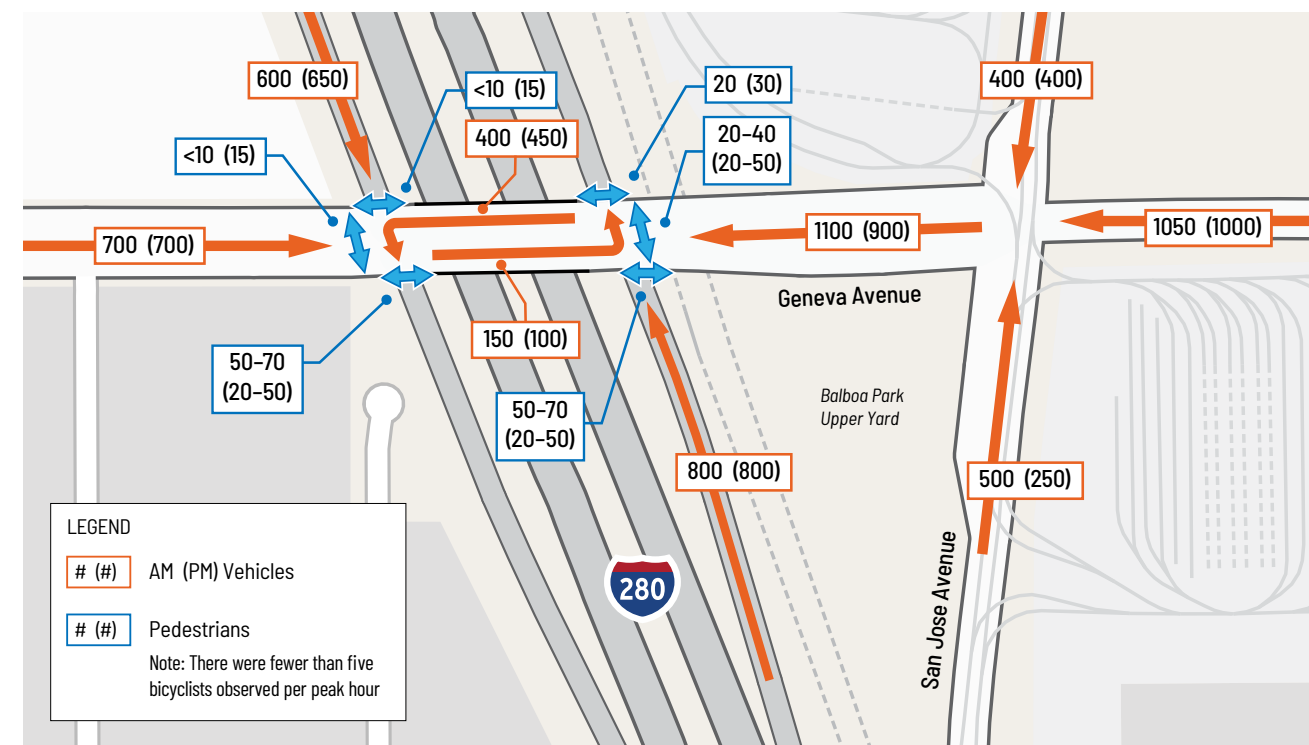 600 (650)
<10 (15)
20 (30)
400 (400)
<10 (15)
400 (450)
20–40
(20–50)
700 (700)
1100 (900)
1050 (1000)
Geneva Avenue
150 (100)
50–70
(20–50)
50–70
(20–50)
Balboa Park
Upper Yard
800 (800)
500 (250)
San Jose Avenue
280
LEGEND
# (#) AM (PM) Vehicles
# (#) Pedestrians
Note: There were fewer than five
bicyclists observed per peak hour